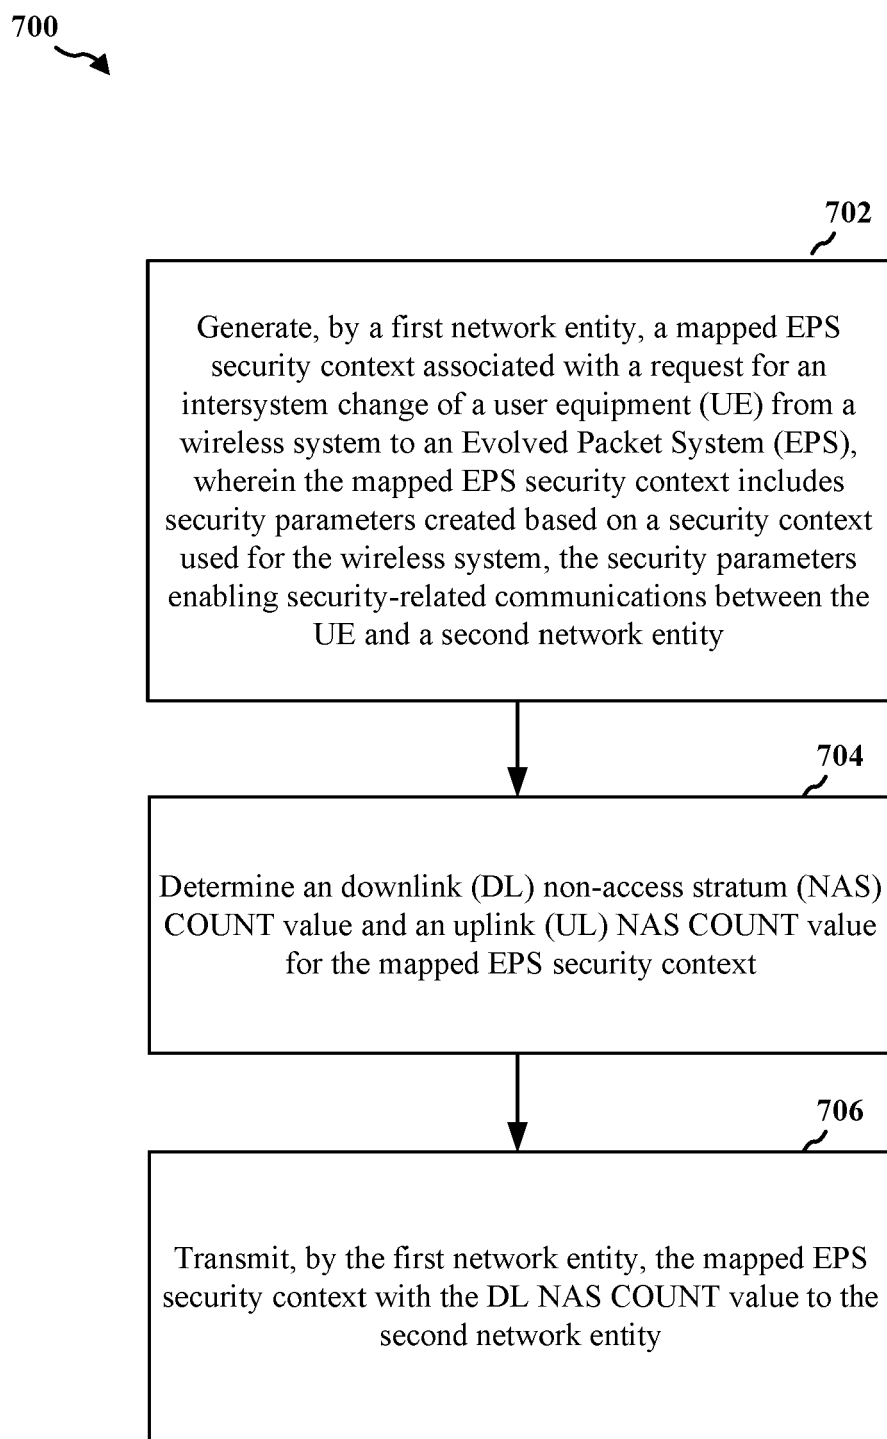 700
702
Generate, by a first network entity, a mapped EPS
security context associated with a request for an
intersystem change of a user equipment (UE) from a
wireless system to an Evolved Packet System (EPS),
wherein the mapped EPS security context includes
security parameters created based on a security context
used for the wireless system, the security parameters
enabling security-related communications between the
UE and a second network entity
704
Determine an downlink (DL) non-access stratum (NAS)
COUNT value and an uplink (UL) NAS COUNT value
for the mapped EPS security context
706
Transmit, by the first network entity, the mapped EPS
security context with the DL NAS COUNT value to the
second network entity